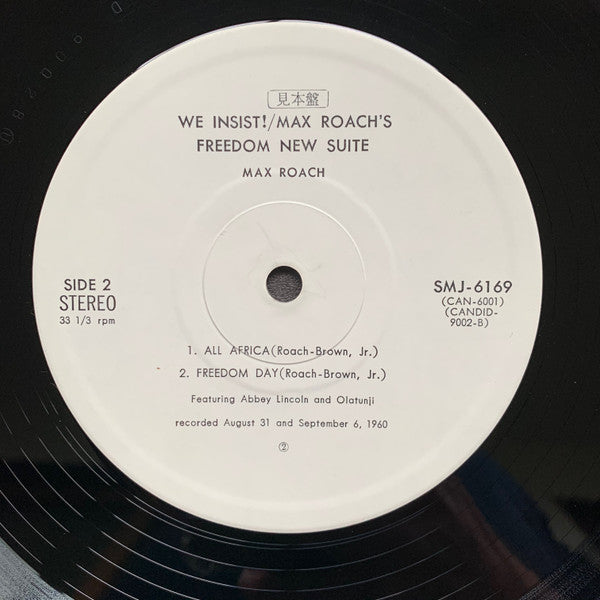 見本盤
WE INSIST!/MAX ROACH'S
FREEDOM NEW SUITE
MAX ROACH
SIDE 2
STEREO
33 1/3 rpm
SMJ-6169
(CAN-6001)
(CANDID-
9002-B)
1. ALL AFRICA(Roach-Brown, Jr.)
2. FREEDOM DAY(Roach-Brown, Jr.)
Featuring Abbey Lincoln and Olatunji
recorded August 31 and September 6, 1960
②